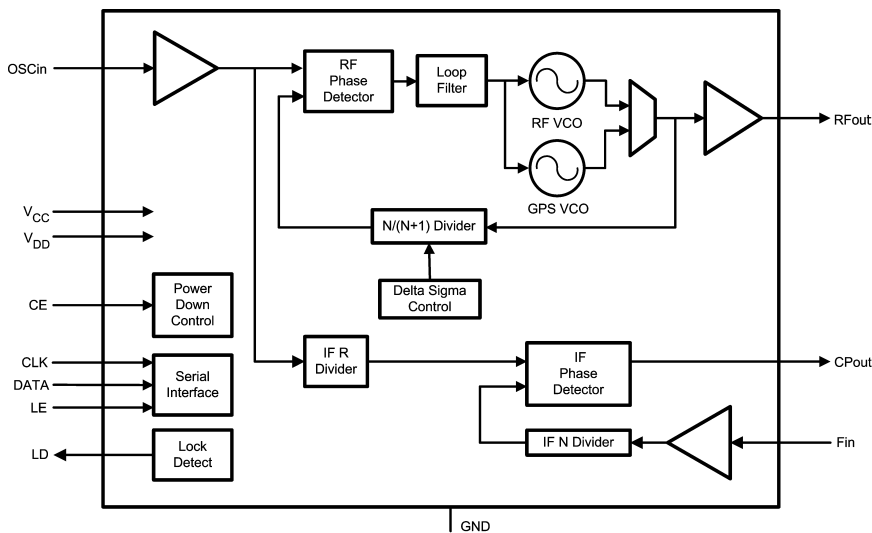 OSCin
RF
Phase
Detector
Loop
Filter
RF VCO
GPS VCO
RFout
VCC
VDD
N/(N+1) Divider
Delta Sigma
Control
CE
Power
Down
Control
CLK
DATA
LE
Serial
Interface
LD
Lock
Detect
IF R
Divider
IF
Phase
Detector
CPout
IF N Divider
Fin
GND